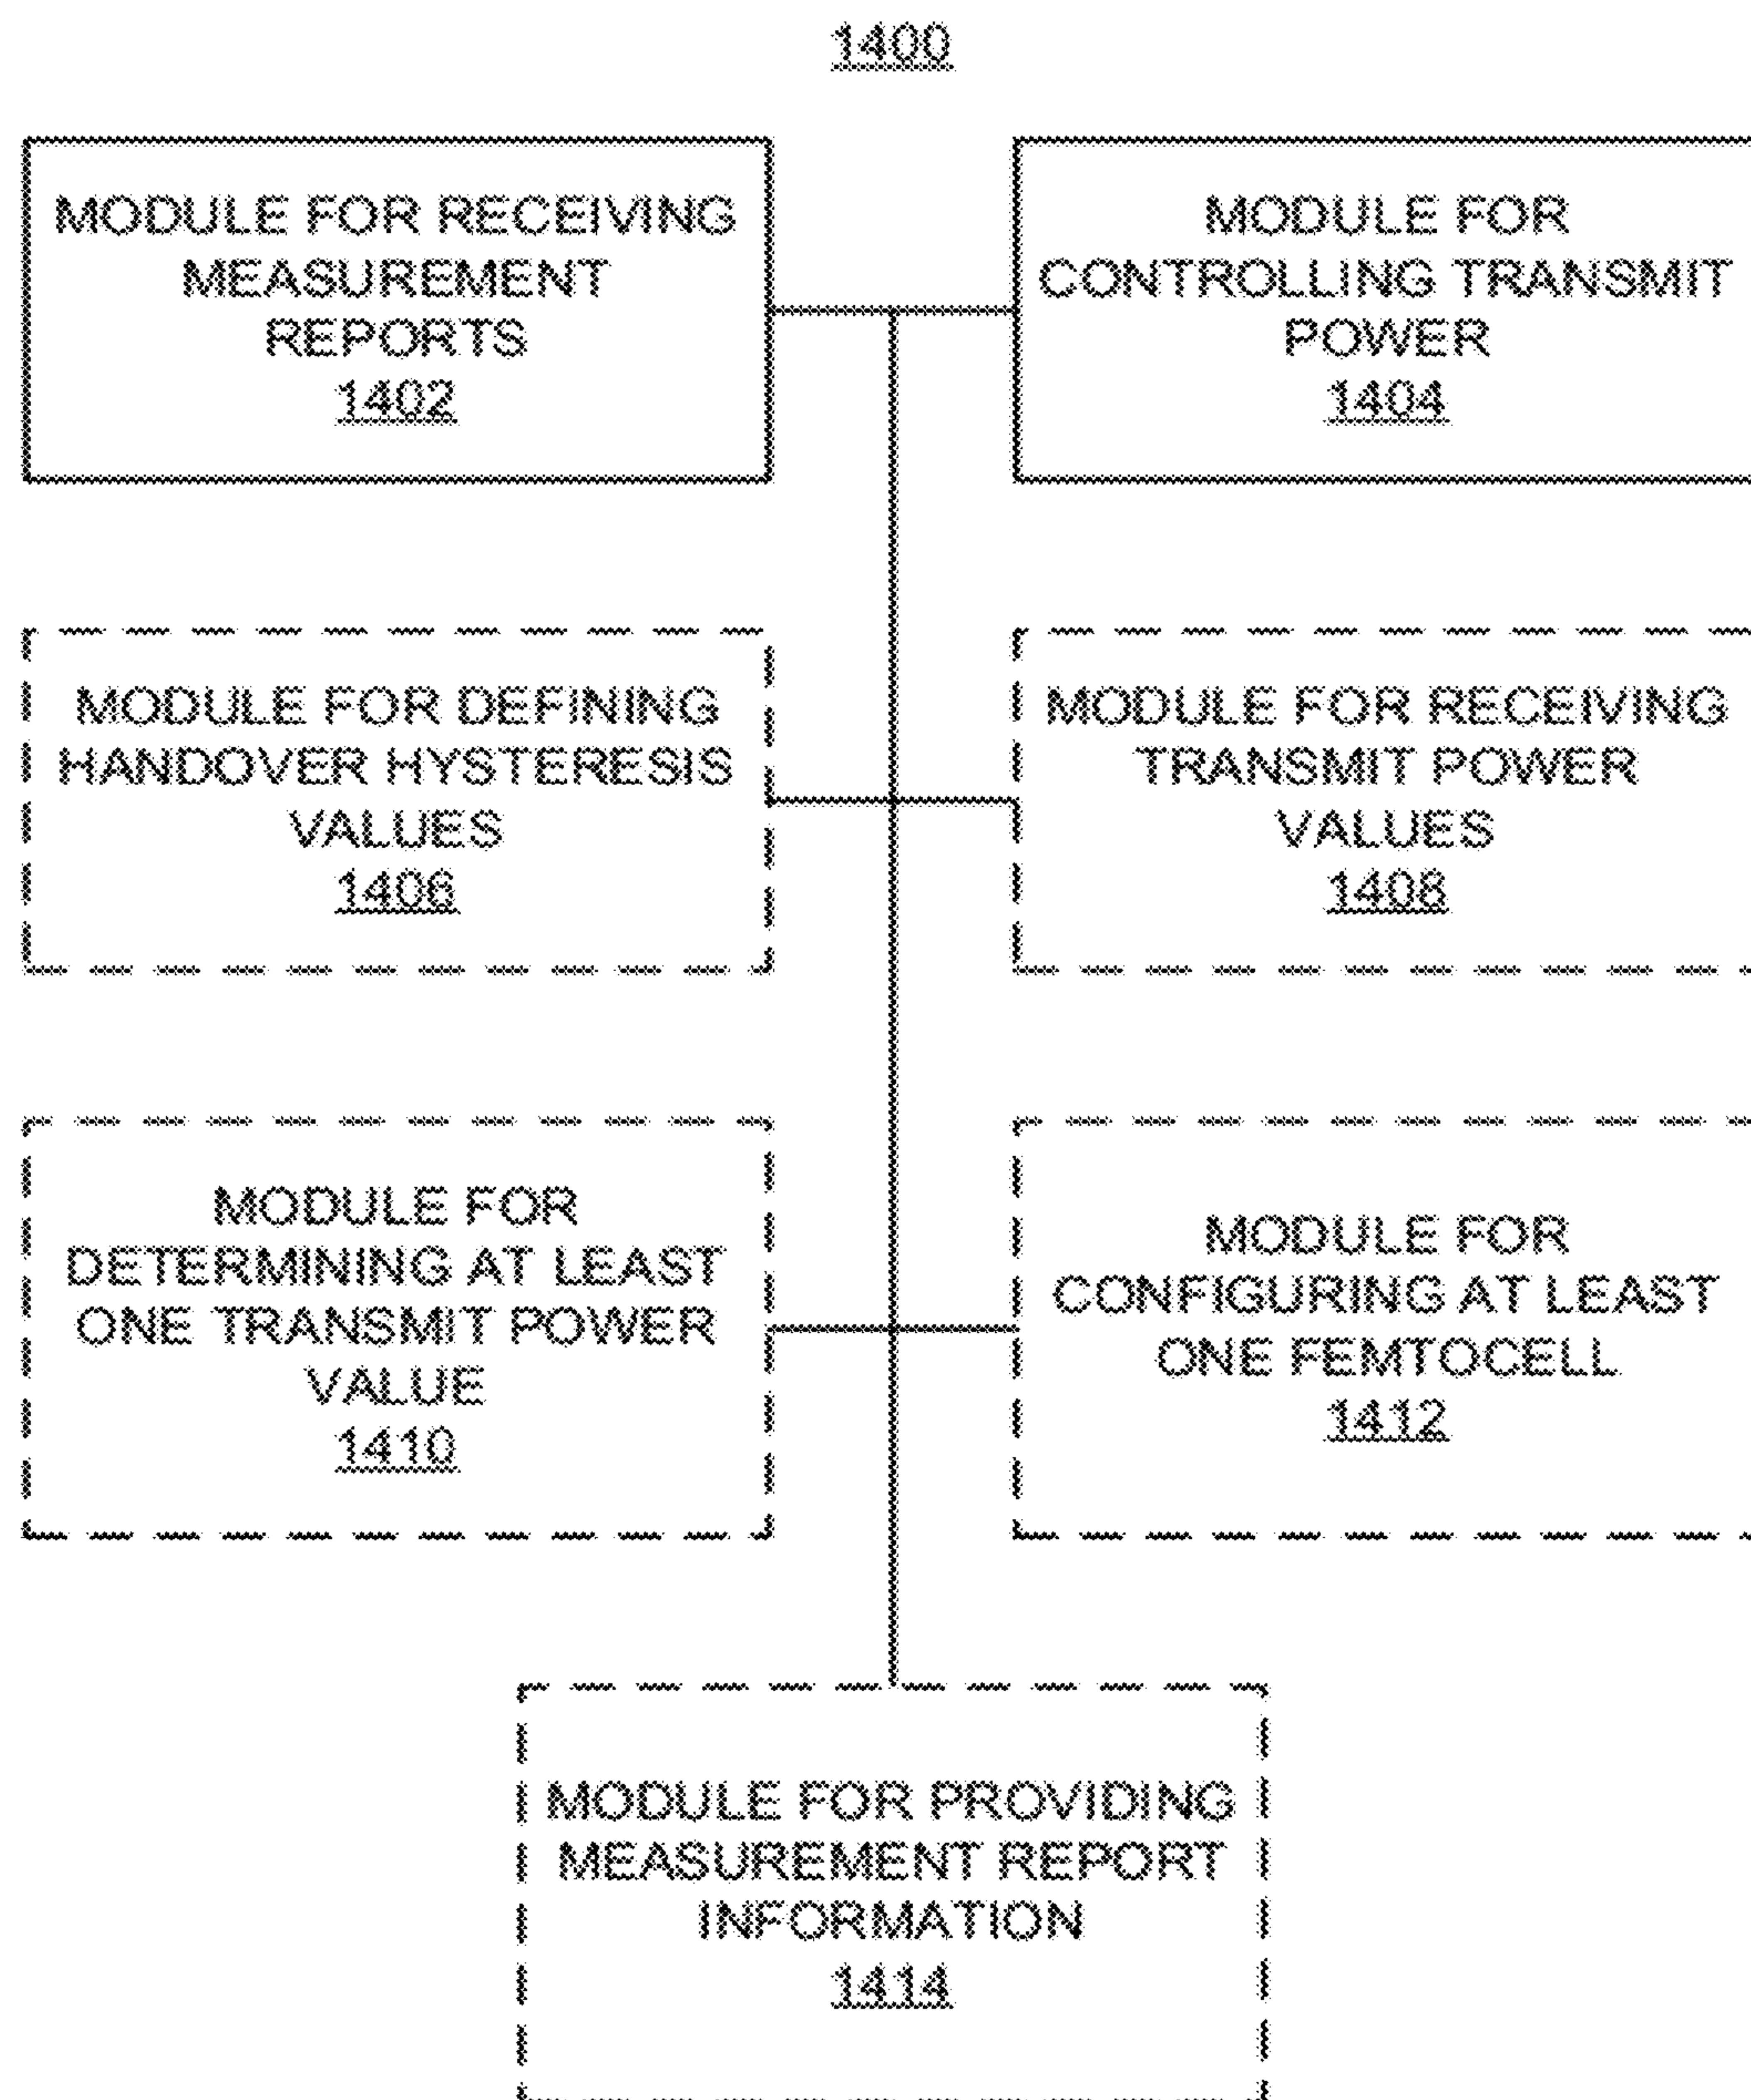 1400
MODULE FOR RECEIVING
MEASUREMENT
REPORTS
1402
MODULE FOR
CONTROLLING TRANSMIT
POWER
1404
MODULE FOR DEFINING
HANDOVER HYSTERESIS
VALUES
1406
MODULE FOR RECEIVING
TRANSMIT POWER
VALUES
1408
MODULE FOR
DETERMINING AT LEAST
ONE TRANSMIT POWER
VALUE
1410
MODULE FOR
CONFIGURING AT LEAST
ONE FEMTOCELL
1412
MODULE FOR PROVIDING
MEASUREMENT REPORT
INFORMATION
1414